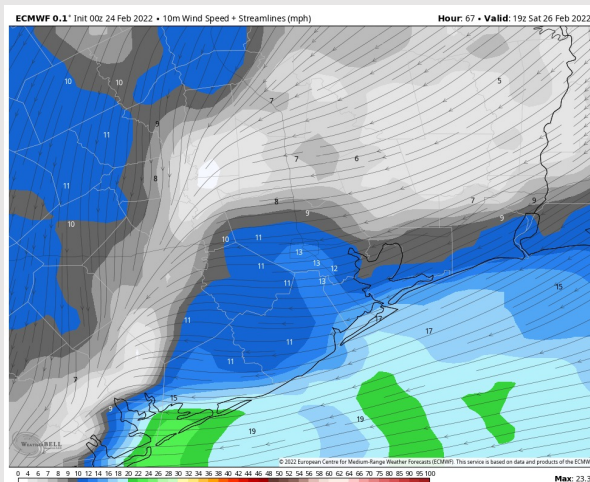 ECMWF 0.1° Init 00z 24 Feb 2022 • 10m Wind Speed + Streamlines (mph) Hour: 67 • Valid: 19z Sat 26 Feb 2022
10 10 5
7
11 9
7 6
8
11
8 7 9
10 9 9
10 11
13
11 13 12
11 13 15
11 17 17
11
11
7
15
9
19
19
WEATHERBELL
© 2022 European Centre for Medium-Range Weather Forecasts (ECMWF). This service is based on data and products of the ECMW
0 4 6 7 8 9 10 12 14 16 18 20 22 24 26 28 30 32 34 36 38 40 42 44 46 48 50 52 54 56 58 60 65 70 75 80 85 90 95 100
Max: 23.3